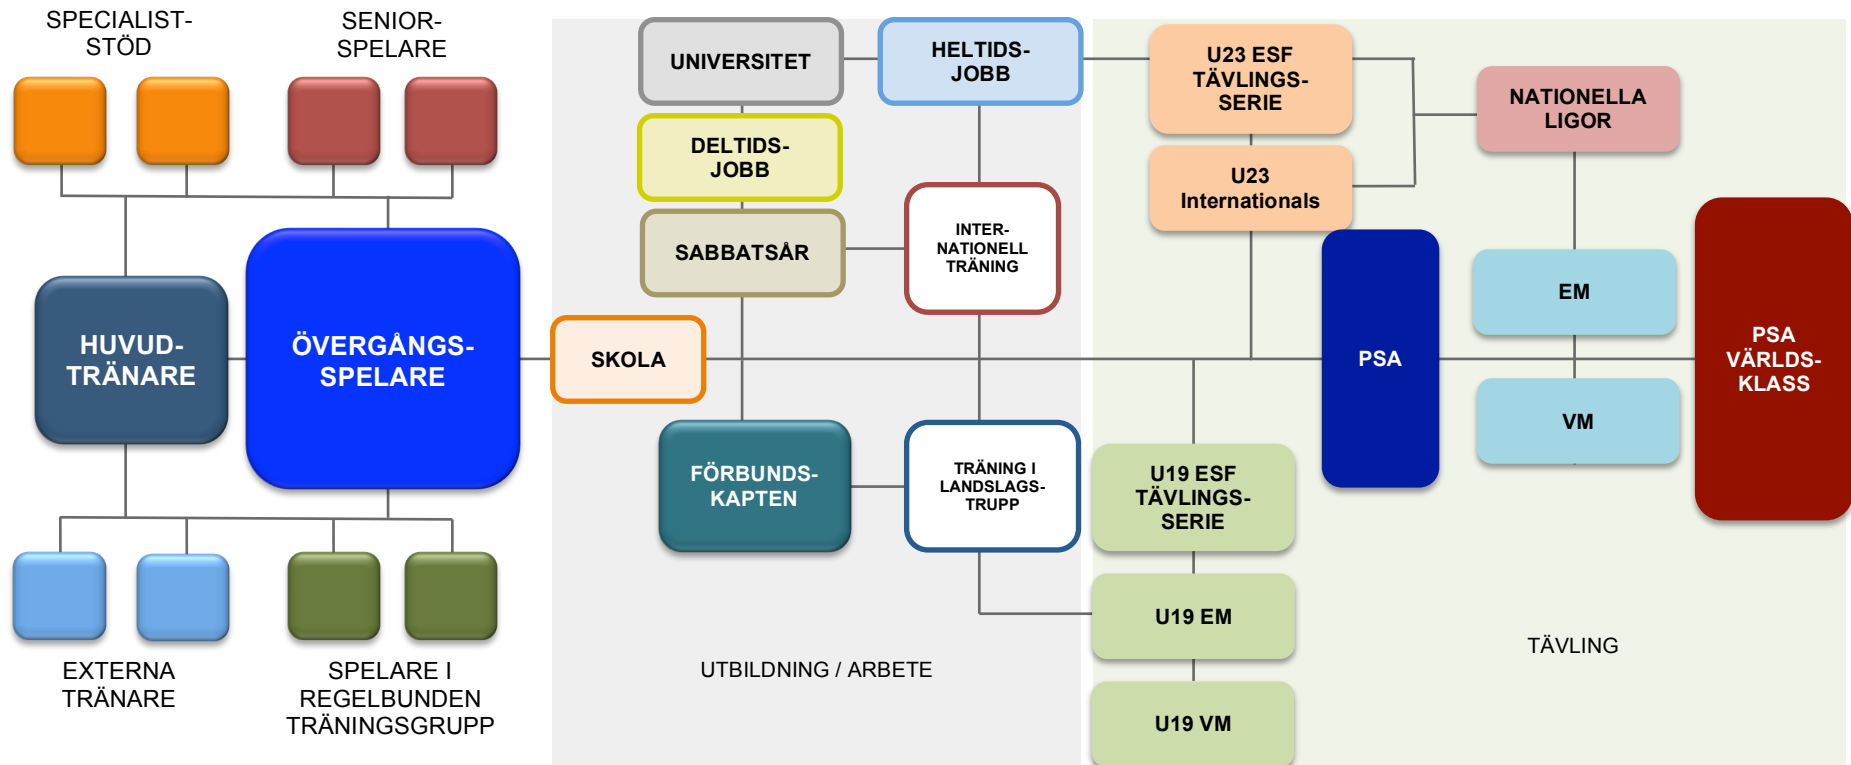 SPECIALIST-
STÖD
SENIOR-
SPELARE
HUVUD-
TRÄNARE
ÖVERGÅNGS-
SPELARE
EXTERNA
TRÄNARE
SPELARE I
REGELBUNDEN
TRÄNINGSGRUPP
UNIVERSITET
HELTIDS-
JOBB
DELTIDS-
JOBB
SABBATSÅR
INTER-
NATIONELL
TRÄNING
SKOLA
FÖRBUNDS-
KAPTEN
TRÄNING I
LANDSLAGS-
TRUPP
UTBILDNING / ARBETE
U23 ESF
TÄVLINGS-
SERIE
U23
Internationals
NATIONELLA
LIGOR
PSA
EM
VM
PSA
VÄRLDS-
KLASS
U19 ESF
TÄVLINGS-
SERIE
U19 EM
U19 VM
TÄVLING